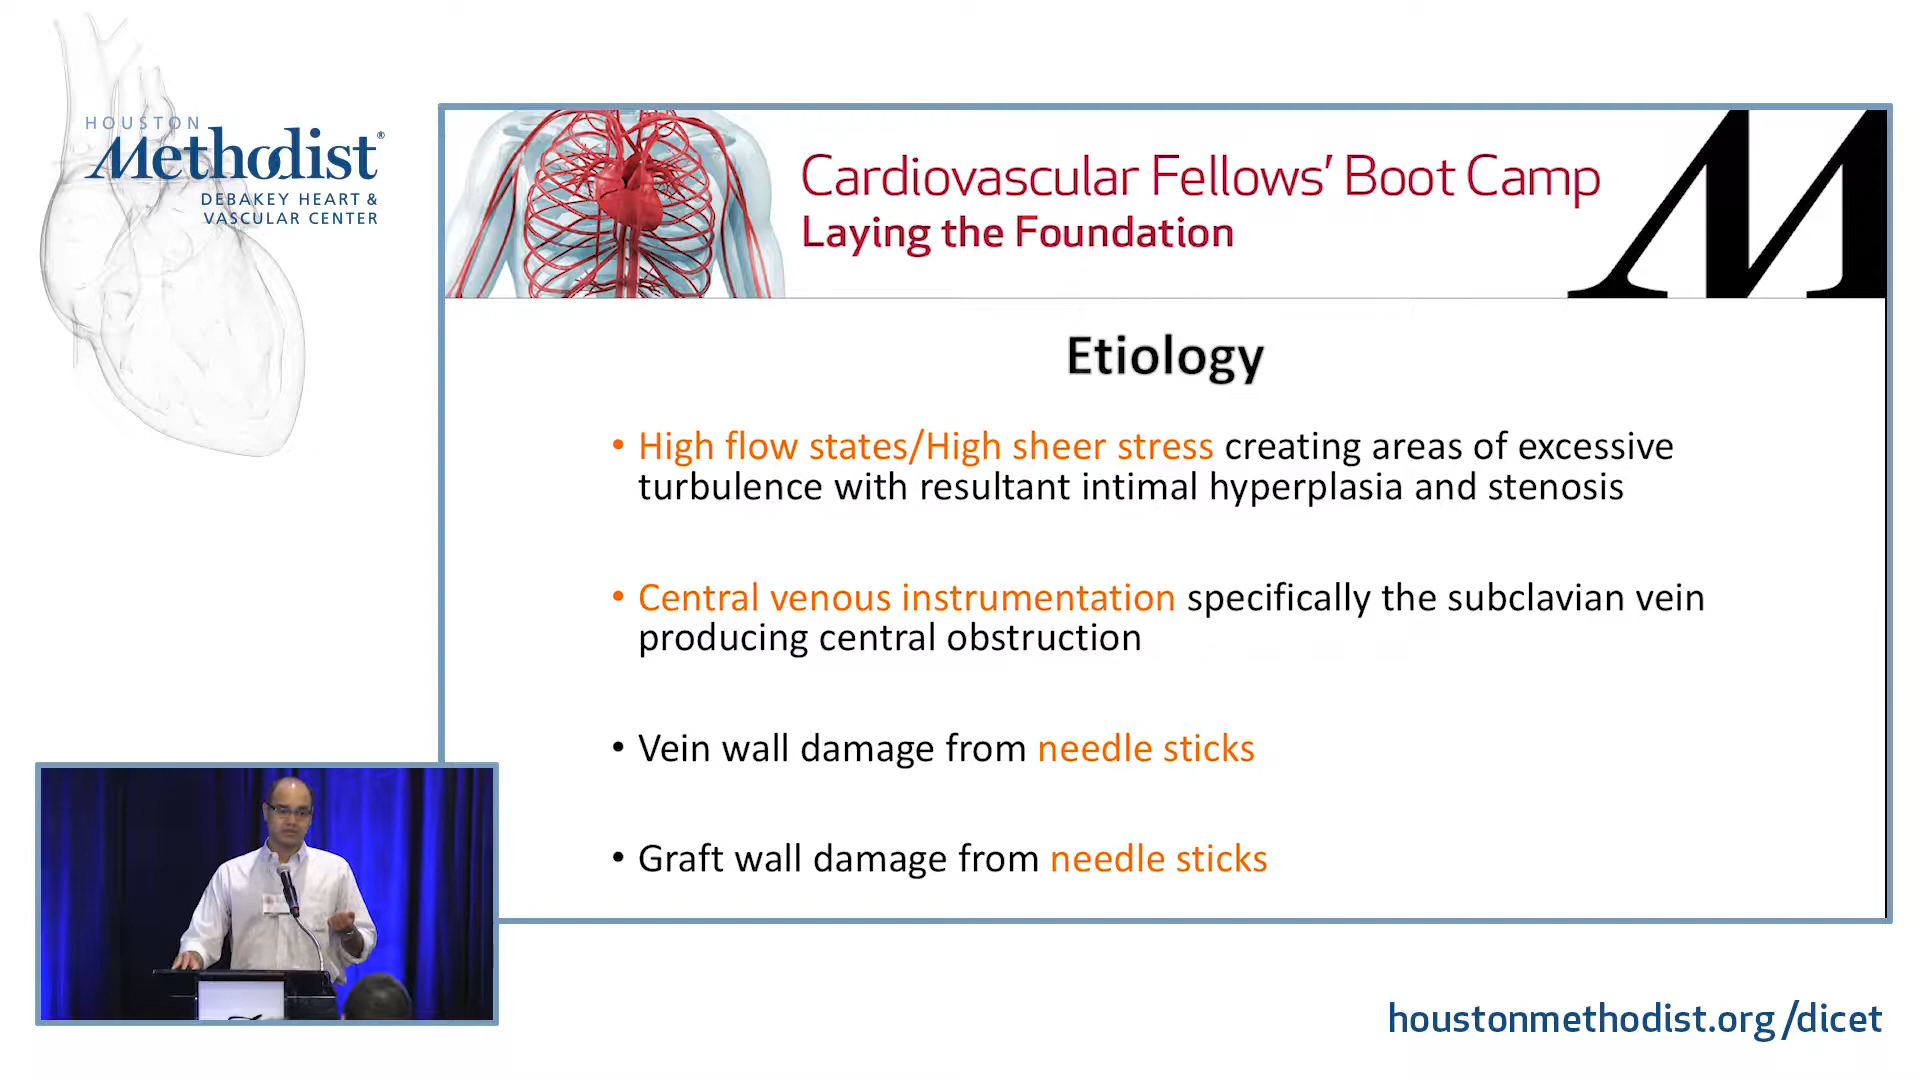 HOUSTON
Methodist®
DEBAKEY HEART &
VASCULAR CENTER
Cardiovascular Fellows’ Boot Camp
Laying the Foundation
M
Etiology
• High flow states/High sheer stress creating areas of excessive
turbulence with resultant intimal hyperplasia and stenosis
• Central venous instrumentation specifically the subclavian vein
producing central obstruction
• Vein wall damage from needle sticks
• Graft wall damage from needle sticks
houstonmethodist.org/dicet